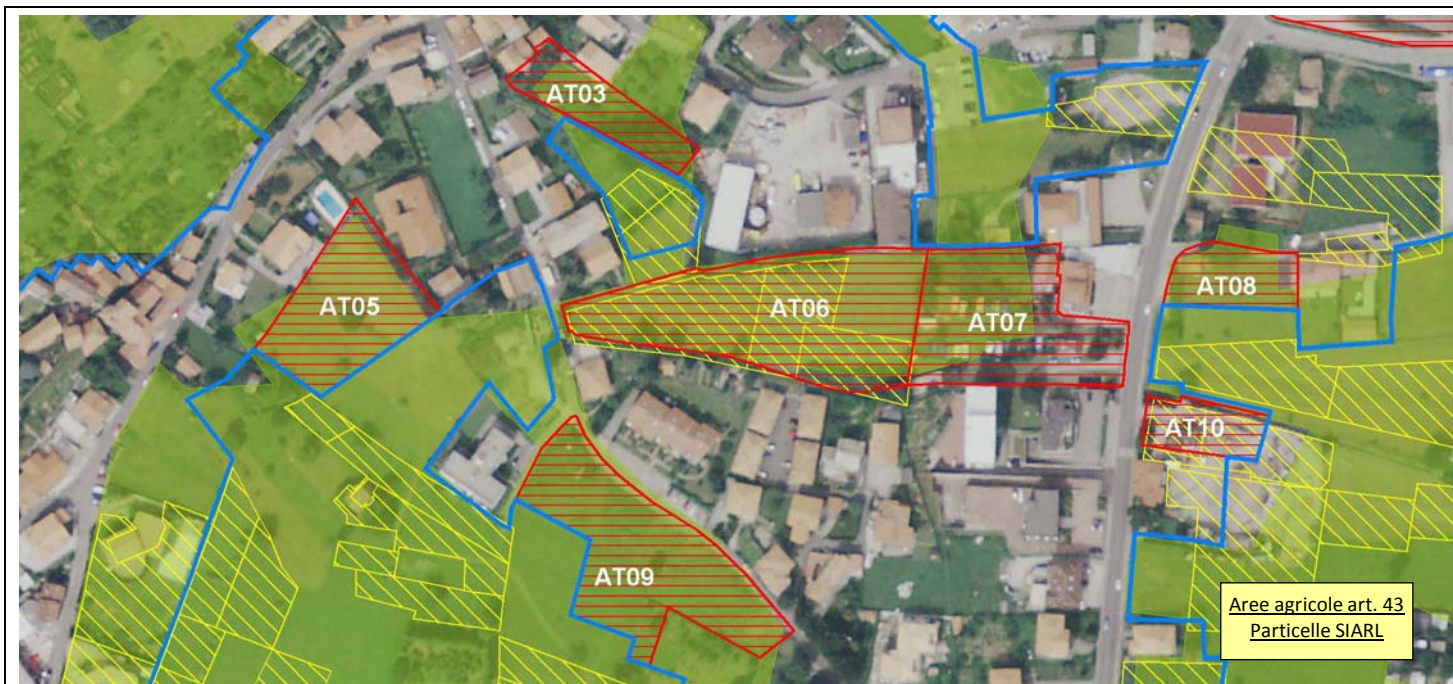 AT03
AT05
AT06
AT07
AT08
AT10
AT09
Aree agricole art. 43
Particelle SIARL